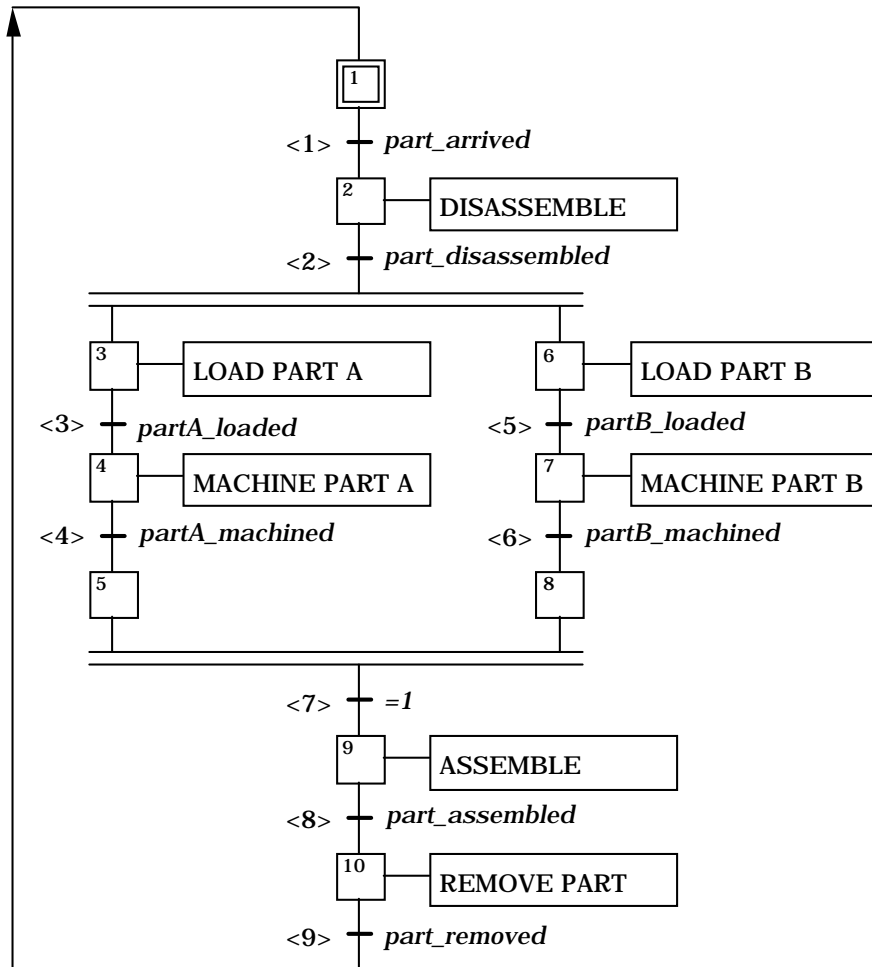 1
<1> part_arrived
2 DISASSEMBLE
<2> part_disassembled
3 LOAD PART A 6 LOAD PART B
<3> partA_loaded <5> partB_loaded
4 MACHINE PART A 7 MACHINE PART B
<4> partA_machined <6> partB_machined
5 8
<7> =1
9 ASSEMBLE
<8> part_assembled
10 REMOVE PART
<9> part_removed